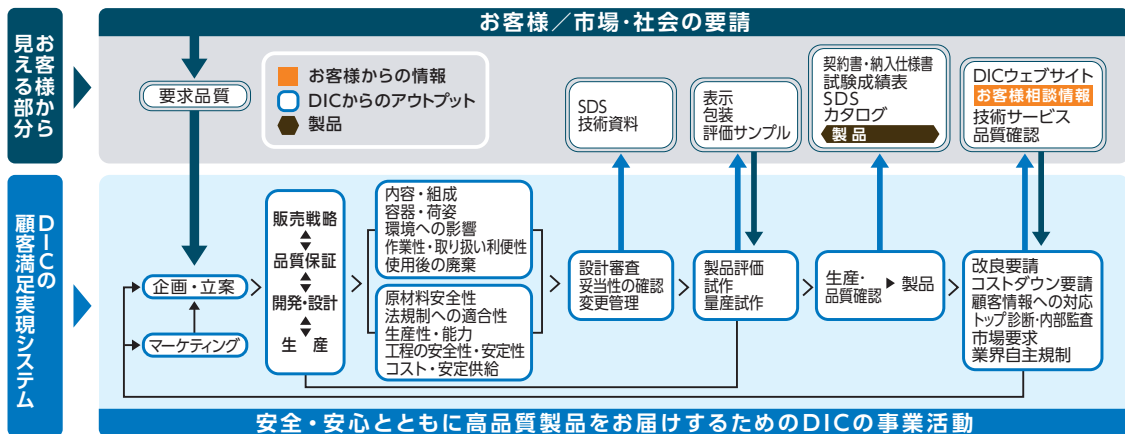 お客様／市場・社会の要請
お客様から
見える部分
要求品質
お客様からの情報
DICからのアウトプット
製品
SDS
技術資料
表示
包装
評価サンプル
契約書・納入仕様書
試験成績表
SDS
カタログ
製品
DICウェブサイト
お客様相談情報
技術サービス
品質確認
DICの
顧客満足実現システム
企画・立案
マーケティング
販売戦略
品質保証
開発・設計
生産
内容・組成
容器・荷姿
環境への影響
作業性・取り扱い利便性
使用後の廃棄
原材料安全性
法規制への適合性
生産性・能力
工程の安全性・安定性
コスト・安定供給
設計審査
妥当性の確認
変更管理
製品評価
試作
量産試作
生産・
品質確認
製品
改良要請
コストダウン要請
顧客情報への対応
トップ診断・内部監査
市場要求
業界自主規制
安全・安心とともに高品質製品をお届けするためのDICの事業活動